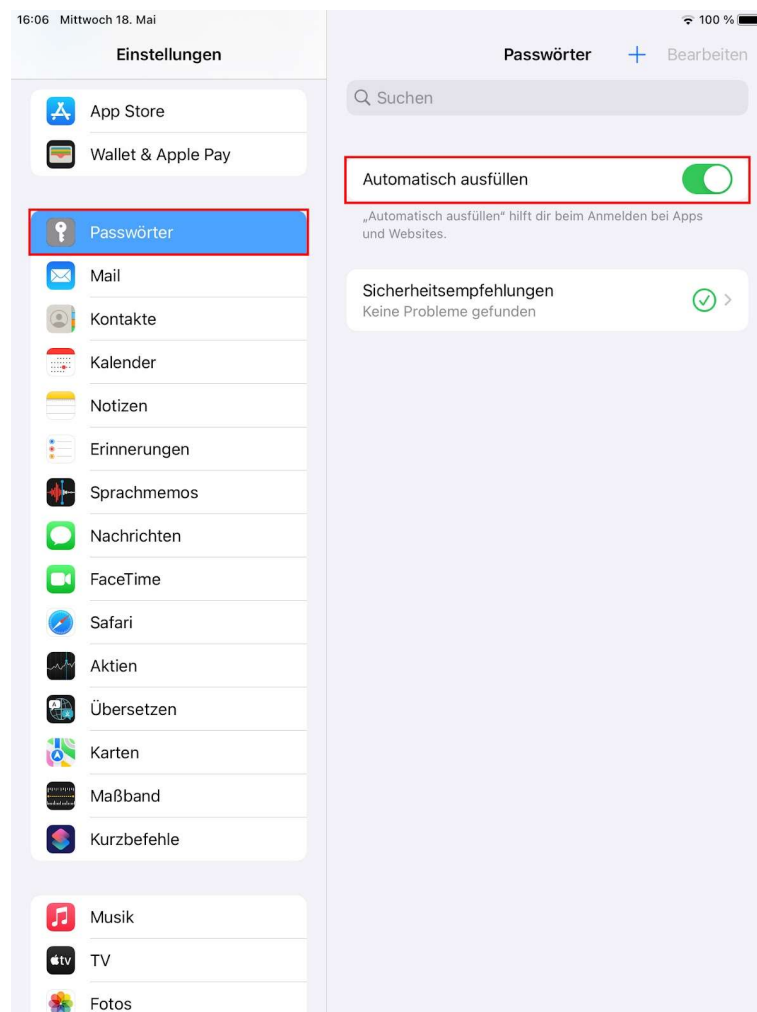 16:06 Mittwoch 18. Mai
100 %
Einstellungen
App Store
Wallet & Apple Pay
Passwörter
Mail
Kontakte
Kalender
Notizen
Erinnerungen
Sprachmemos
Nachrichten
FaceTime
Safari
Aktien
Übersetzen
Karten
Maßband
Kurzbefehle
Musik
tv
TV
Fotos
Passwörter
Bearbeiten
Suchen
Automatisch ausfüllen
„Automatisch ausfüllen“ hilft dir beim Anmelden bei Apps
und Websites.
Sicherheitsempfehlungen
Keine Probleme gefunden